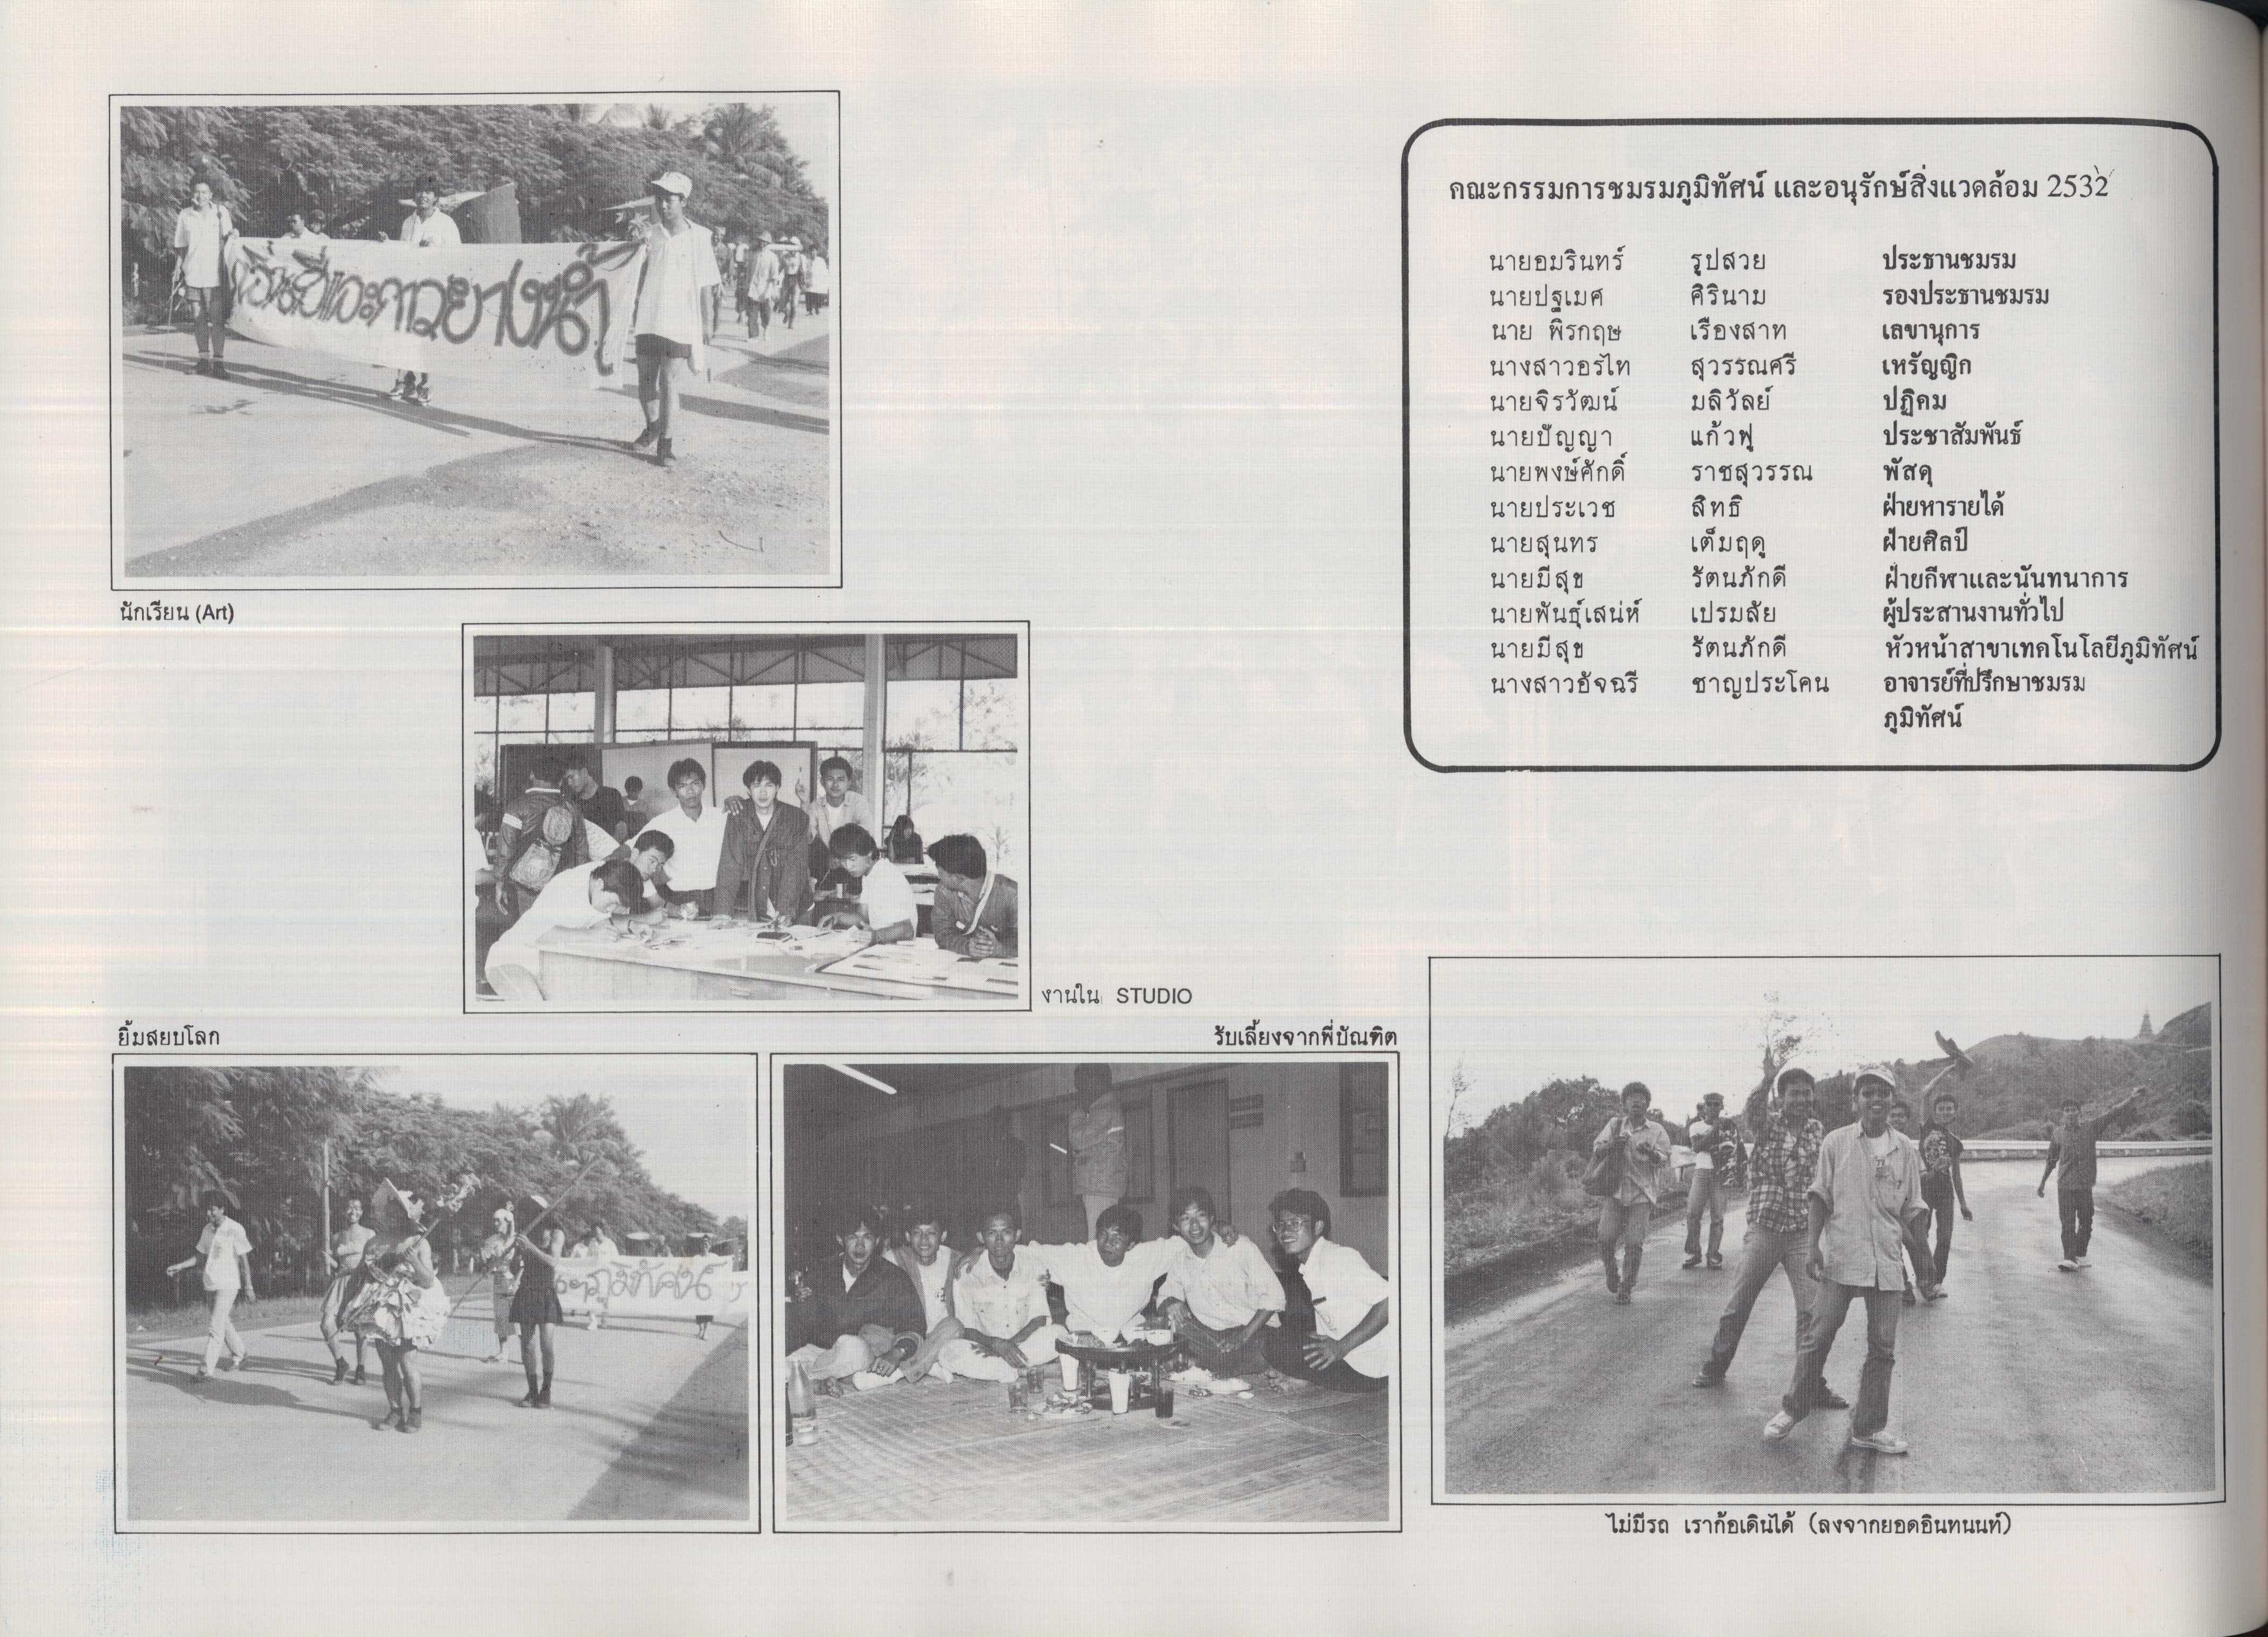 คณะกรรมการชมรมภูมิทัศน์ และอนุรักษ์สิ่งแวดล้อม 2532
นายอมรินทร์ รูปสวย ประธานชมรม
นายปฐเมศ ศิรินาม รองประธานชมรม
นาย พิรกฤษ เรืองสาท เลขานุการ
นางสาวอรไท สุวรรณศรี เหรัญญิก
นายจิรวัฒน์ มลิวัลย์ ปฏิคม
นายปัญญา แก้วฟู ประชาสัมพันธ์
นายพงษ์ศักดิ์ ราชสุวรรณ พัสดุ
นายประเวช สิทธิ ฝ่ายหารายได้
นายสุนทร เต็มฤดู ฝ่ายศิลป์
นายมีสุข รัตนภักดี ฝ่ายกีฬาและนันทนาการ
นายพันธุ์เสน่ห์ เปรมสัย ผู้ประสานงานทั่วไป
นายมีสุข รัตนภักดี หัวหน้าสาขาเทคโนโลยีภูมิทัศน์
นางสาวอัจฉรี ชาญประโคน อาจารย์ที่ปรึกษาชมรม
ภูมิทัศน์
นักเรียน (Art)
งานใน STUDIO
ยิ้มสยบโลก
รับเลี้ยงจากพี่บัณฑิต
ภูมิทัศน์
ไม่มีรถ เราก้อเดินได้ (ลงจากยอดอินทนนท์)